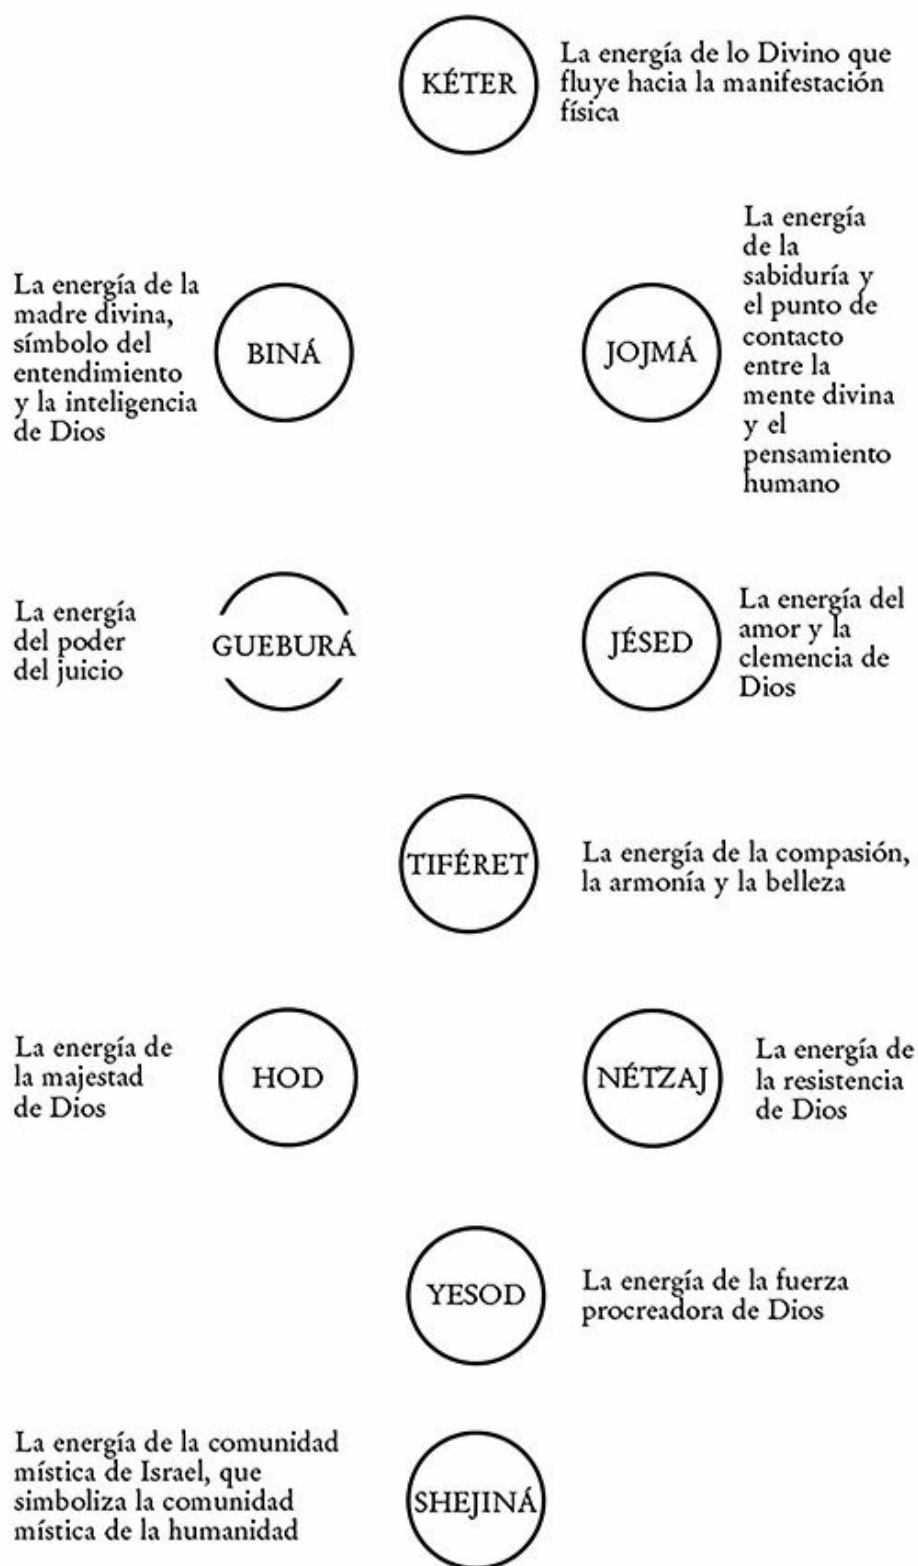 KÉTER
La energía de lo Divino que
fluye hacia la manifestación
física
La energía de la
madre divina,
símbolo del
entendimiento
y la inteligencia
de Dios
BINÁ
JOJMÁ
La energía
de la
sabiduría y
el punto de
contacto
entre la
mente divina
y el
pensamiento
humano
La energía
del poder
del juicio
GUEBURÁ
JÉSED
La energía del
amor y la
clemencia de
Dios
TIFÉRET
La energía de la compasión,
la armonía y la belleza
La energía de
la majestad
de Dios
HOD
NÉTZAJ
La energía de
la resistencia
de Dios
YESOD
La energía de la fuerza
procreadora de Dios
La energía de la comunidad
mística de Israel, que
simboliza la comunidad
mística de la humanidad
SHEJINÁ